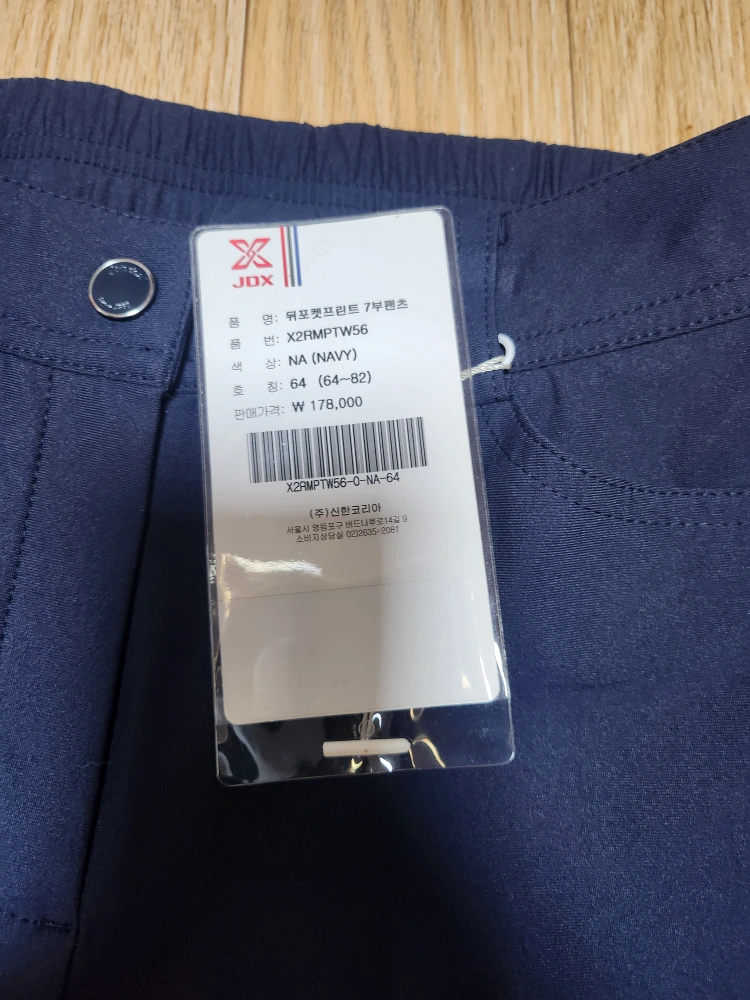 JDX
품 명: 뒤포켓프린트 7부팬츠
품 번: X2RMPTW56
색 상: NA (NAVY)
호 칭: 64 (64~82)
판매가격: ₩ 178,000
X2RMPTW56-0-NA-64
(주)신한코리아
서울시 영등포구 버드나루로14길 9
소비자상담실 02)2635-2081